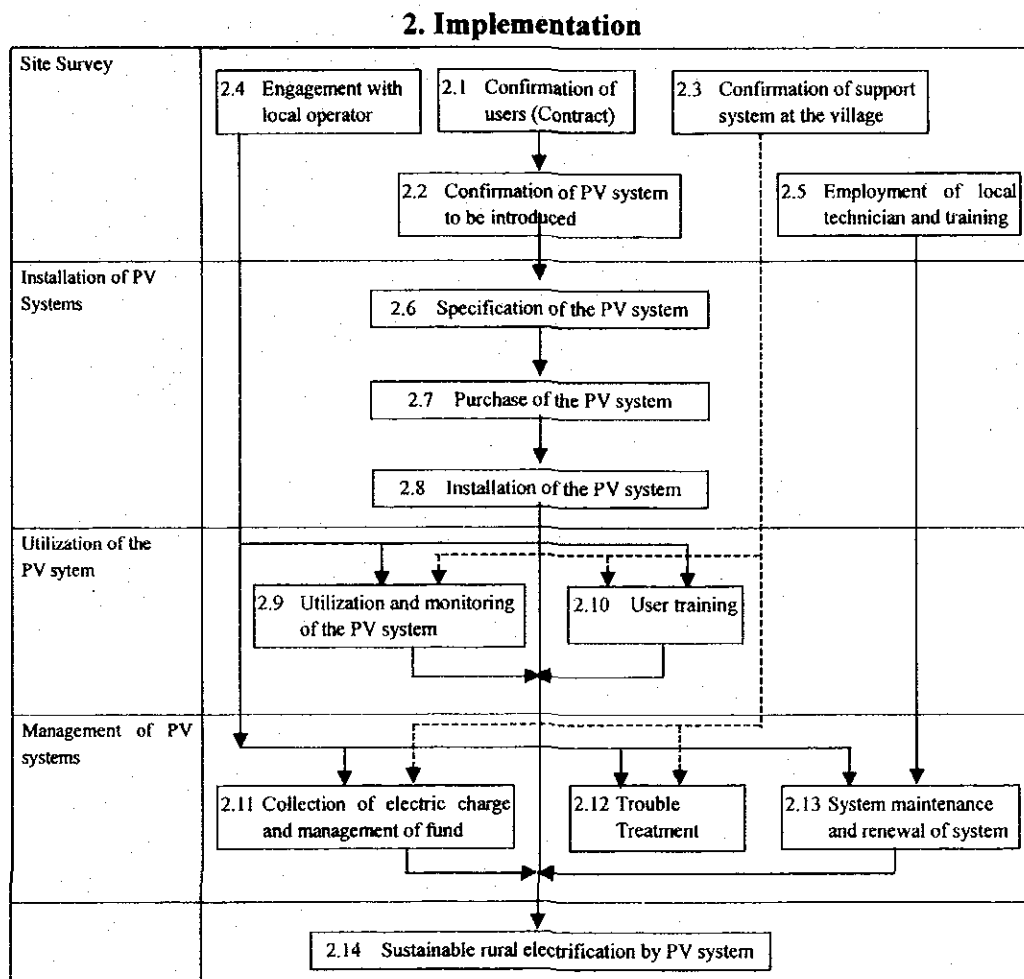 2. Implementation
Site Survey
2.4 Engagement with
local operator
2.1 Confirmation of
users (Contract)
2.3 Confirmation of support
system at the village
2.2 Confirmation of PV system
to be introduced
2.5 Employment of local
technician and training
Installation of PV
Systems
2.6 Specification of the PV system
2.7 Purchase of the PV system
2.8 Installation of the PV system
Utilization of the
PV sytem
2.9 Utilization and monitoring
of the PV system
2.10 User training
Management of PV
systems
2.11 Collection of electric charge
and management of fund
2.12 Trouble
Treatment
2.13 System maintenance
and renewal of system
2.14 Sustainable rural electrification by PV system